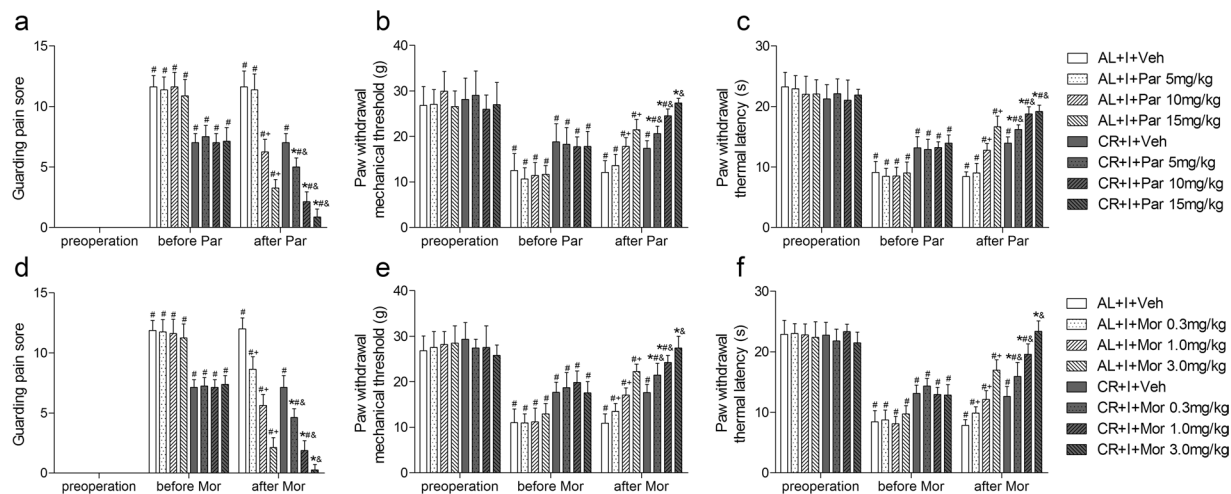 a
Guarding pain sore
15
10
5
0
# # # # # # # #
# # #+ #+ # *#& *#& *#&
preoperation before Par after Par
b
Paw withdrawal
mechanical threshold (g)
40
30
20
10
0
# # # # # # # #
# # #+ #+ # *#& *#& *&
preoperation before Par after Par
c
Paw withdrawal
thermal latency (s)
30
20
10
0
# # # # # # # #
# # #+ #+ # *#& *#& *#&
preoperation before Par after Par
AL+I+Veh
AL+I+Par 5mg/kg
AL+I+Par 10mg/kg
AL+I+Par 15mg/kg
CR+I+Veh
CR+I+Par 5mg/kg
CR+I+Par 10mg/kg
CR+I+Par 15mg/kg
d
Guarding pain sore
15
10
5
0
# # # # # # # #
# #+ #+ #+ # *#& *#& *&
preoperation before Mor after Mor
e
Paw withdrawal
mechanical threshold (g)
40
30
20
10
0
# # # # # # # #
# #+ #+ #+ # *#& *#& *&
preoperation before Mor after Mor
f
Paw withdrawal
thermal latency (s)
30
20
10
0
# # # # # # # #
# #+ #+ #+ # *#& *#& *&
preoperation before Mor after Mor
AL+I+Veh
AL+I+Mor 0.3mg/kg
AL+I+Mor 1.0mg/kg
AL+I+Mor 3.0mg/kg
CR+I+Veh
CR+I+Mor 0.3mg/kg
CR+I+Mor 1.0mg/kg
CR+I+Mor 3.0mg/kg